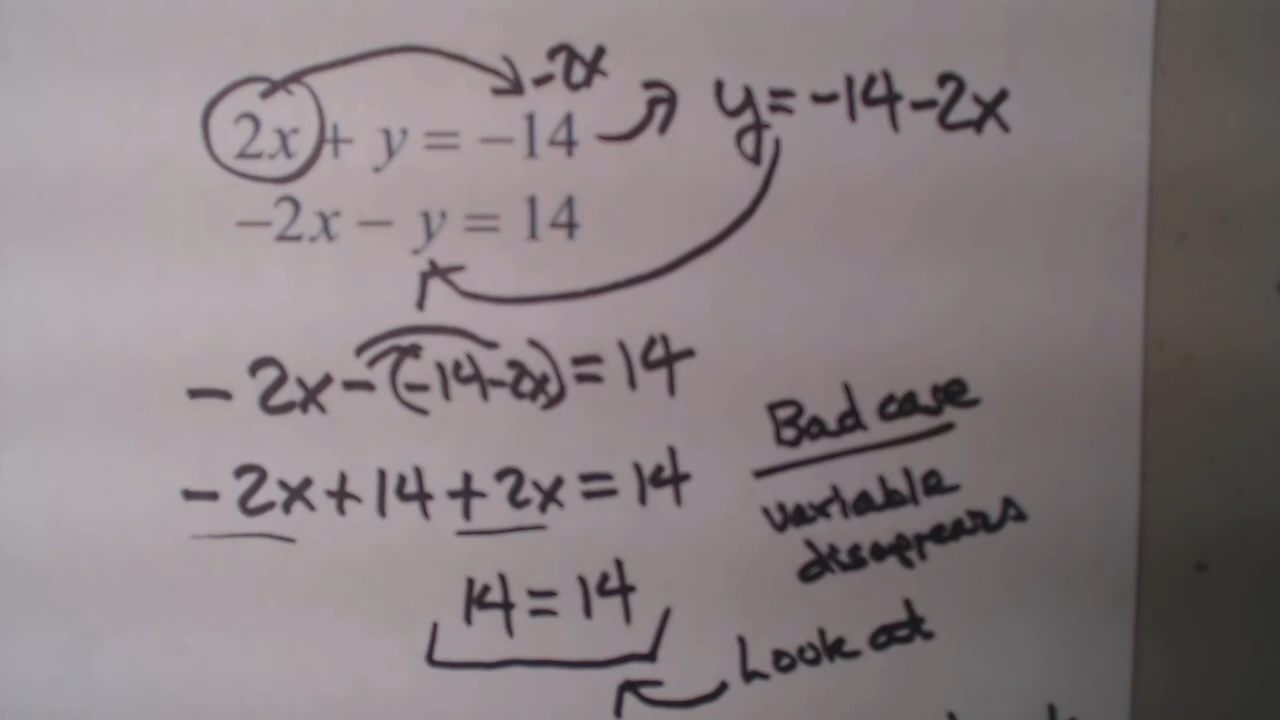 -2x
2x + y = -14
y = -14 - 2x
-2x - y = 14
-2x - (-14 - 2x) = 14
-2x + 14 + 2x = 14
14 = 14
Bad case
variable
disappears
Look at